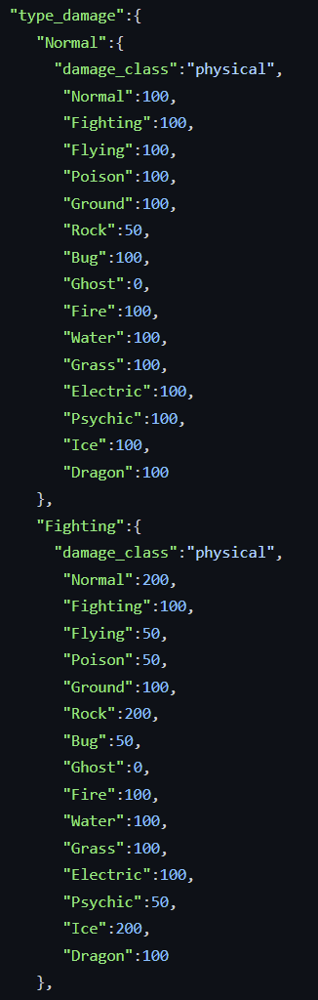 "type_damage":{
"Normal":{
"damage_class":"physical",
"Normal":100,
"Fighting":100,
"Flying":100,
"Poison":100,
"Ground":100,
"Rock":50,
"Bug":100,
"Ghost":0,
"Fire":100,
"Water":100,
"Grass":100,
"Electric":100,
"Psychic":100,
"Ice":100,
"Dragon":100
},
"Fighting":{
"damage_class":"physical",
"Normal":200,
"Fighting":100,
"Flying":50,
"Poison":50,
"Ground":100,
"Rock":200,
"Bug":50,
"Ghost":0,
"Fire":100,
"Water":100,
"Grass":100,
"Electric":100,
"Psychic":50,
"Ice":200,
"Dragon":100
},